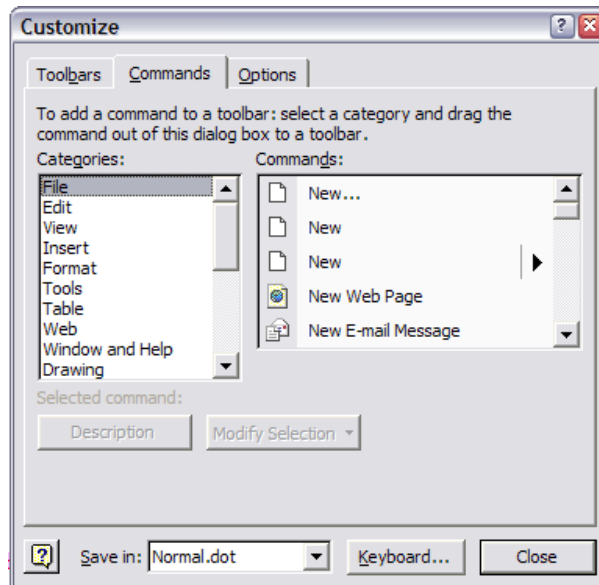 Customize
Toolbars Commands Options
To add a command to a toolbar: select a category and drag the
command out of this dialog box to a toolbar.
Categories: Commands:
File
Edit
View
Insert
Format
Tools
Table
Web
Window and Help
Drawing
New...
New
New
New Web Page
New E-mail Message
Selected command:
Description Modify Selection
Save in: Normal.dot Keyboard... Close